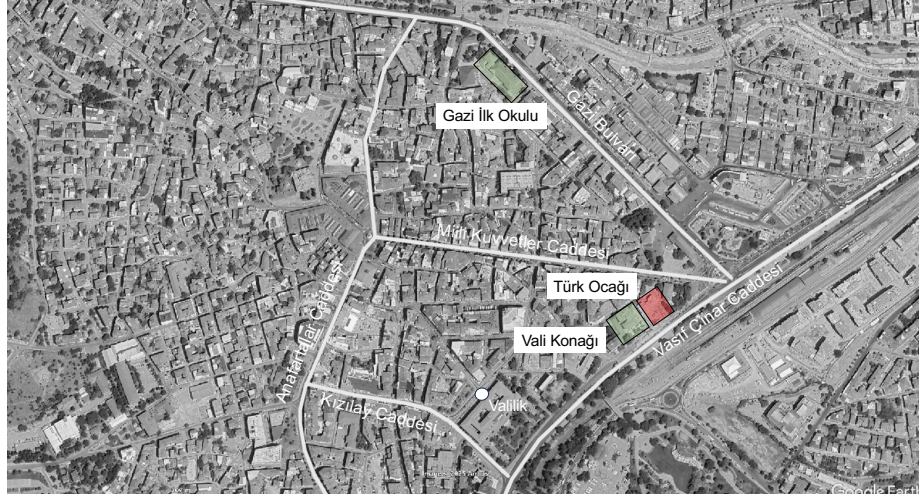 Gazi İlk Okulu
Gazi Bulvarı
Milli Kuvvetler Caddesi
Türk Ocağı
Vali Konağı
Vasıf Çınar Caddesi
Anafartalar Caddesi
Kızılay Caddesi
Valilik
Google Earth